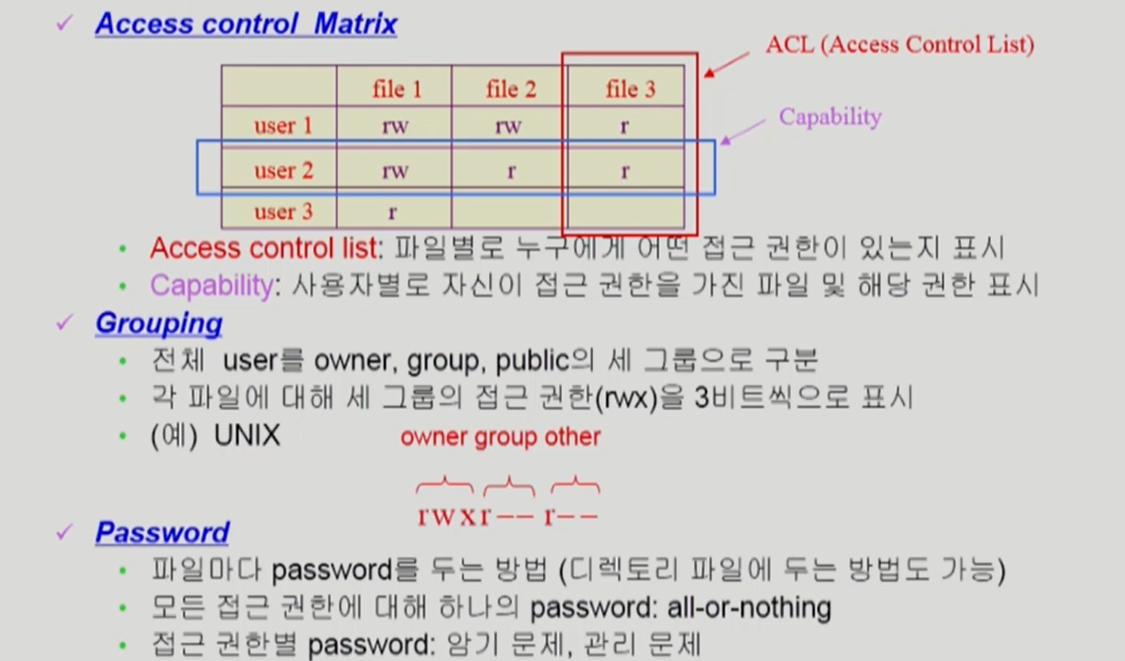 ✓ Access control Matrix
ACL (Access Control List)
file 1 file 2 file 3
Capability
user 1 rw rw r
user 2 rw r r
user 3 r
• Access control list: 파일별로 누구에게 어떤 접근 권한이 있는지 표시
• Capability: 사용자별로 자신이 접근 권한을 가진 파일 및 해당 권한 표시
✓ Grouping
• 전체 user를 owner, group, public의 세 그룹으로 구분
• 각 파일에 대해 세 그룹의 접근 권한(rwx)을 3비트씩으로 표시
• (예) UNIX owner group other
rwxr-- r--
✓ Password
• 파일마다 password를 두는 방법 (디렉토리 파일에 두는 방법도 가능)
• 모든 접근 권한에 대해 하나의 password: all-or-nothing
• 접근 권한별 password: 암기 문제, 관리 문제